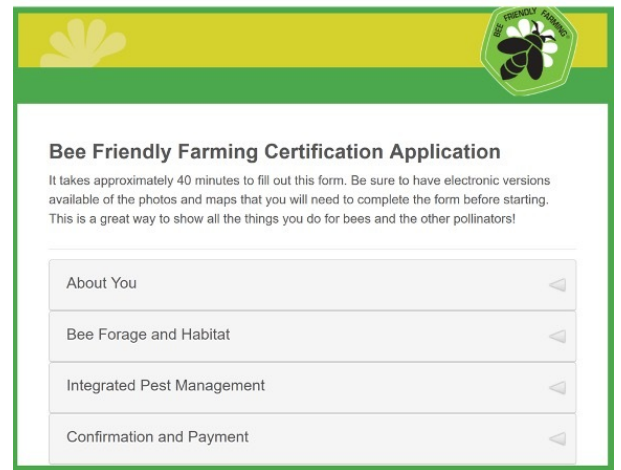 BEE FRIENDLY FARMING
Bee Friendly Farming Certification Application
It takes approximately 40 minutes to fill out this form. Be sure to have electronic versions
available of the photos and maps that you will need to complete the form before starting.
This is a great way to show all the things you do for bees and the other pollinators!
About You
Bee Forage and Habitat
Integrated Pest Management
Confirmation and Payment